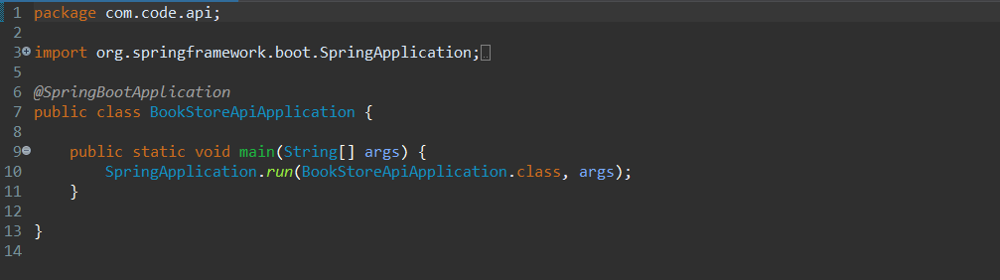 1 package com.code.api;
2
3 import org.springframework.boot.SpringApplication;
5
6 @SpringBootApplication
7 public class BookStoreApiApplication {
8
9     public static void main(String[] args) {
10         SpringApplication.run(BookStoreApiApplication.class, args);
11     }
12
13 }
14